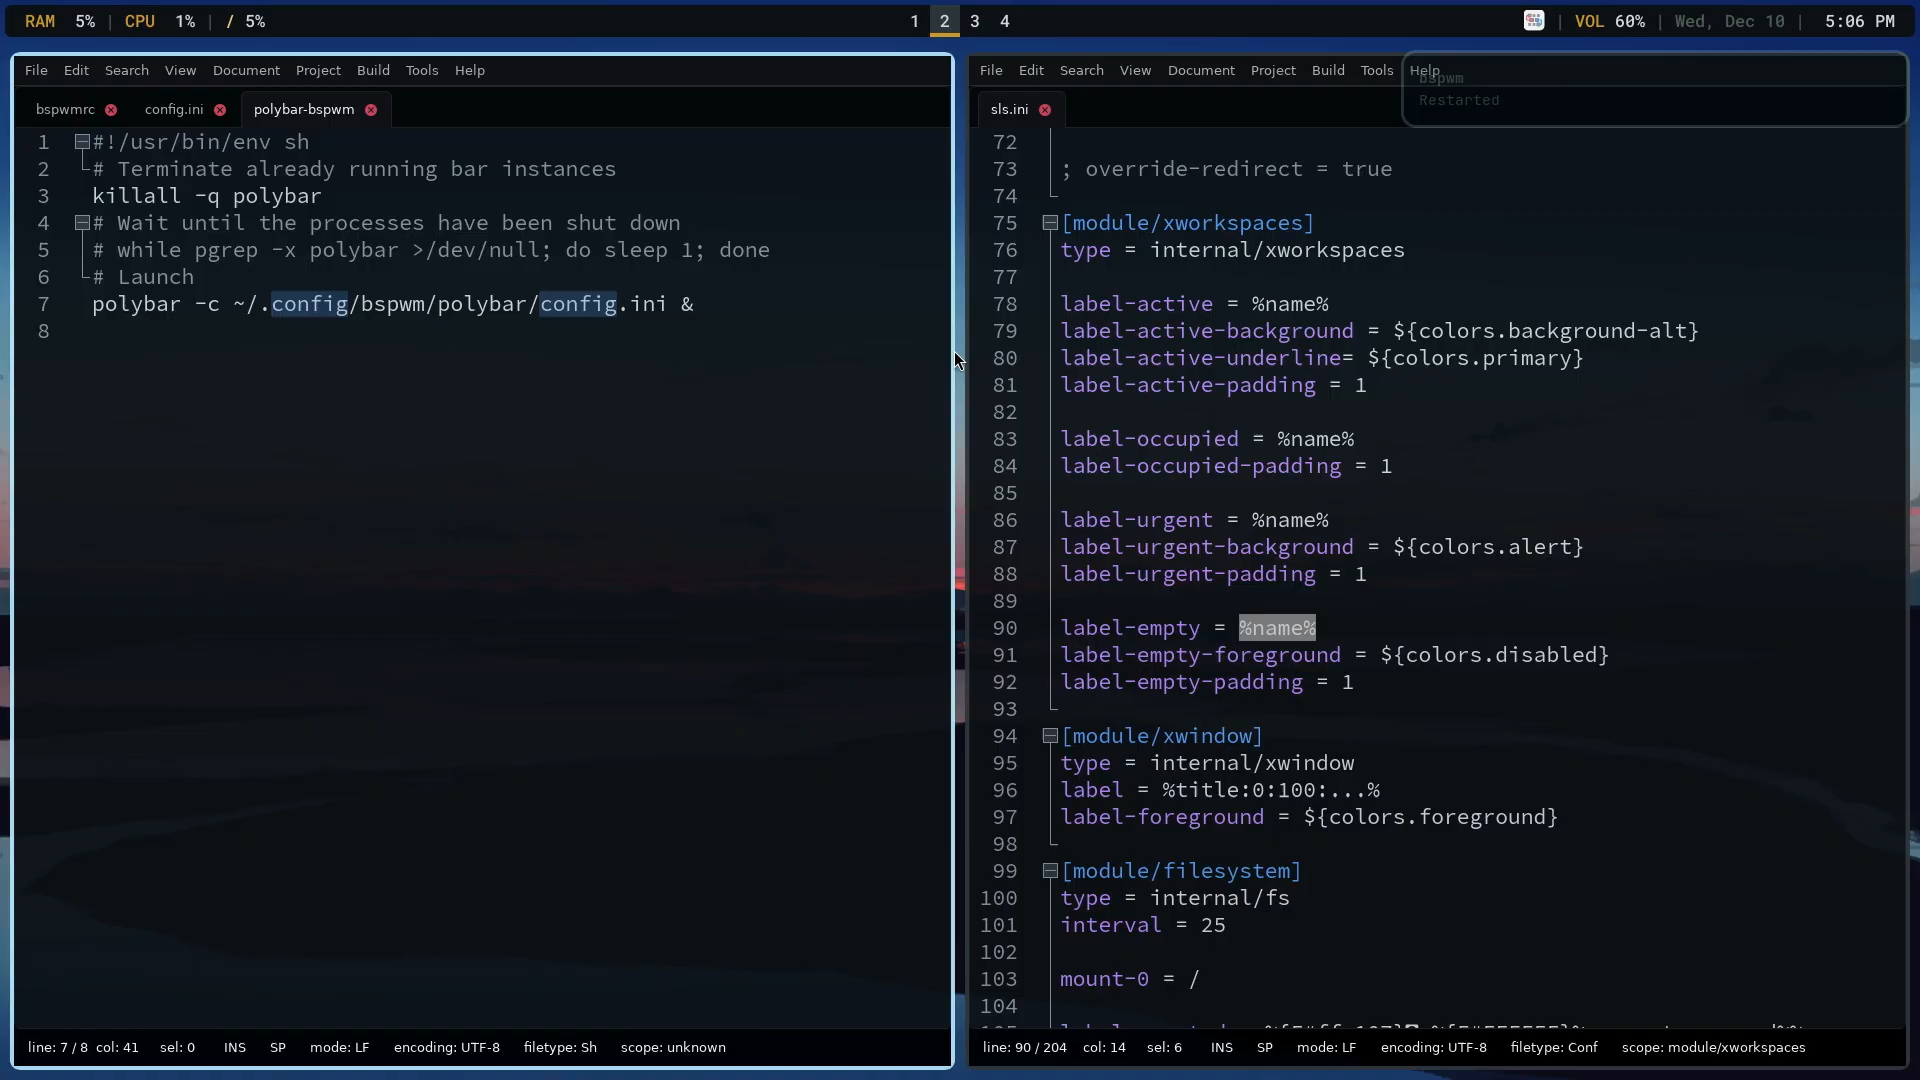 RAM 5% | CPU 1% | / 5%
1 2 3 4
| VOL 60% | Wed, Dec 10 | 5:06 PM
File Edit Search View Document Project Build Tools Help
bspwmrc config.ini polybar-bspwm
1 #!/usr/bin/env sh
2 # Terminate already running bar instances
3 killall -q polybar
4 # Wait until the processes have been shut down
5 # while pgrep -x polybar >/dev/null; do sleep 1; done
6 # Launch
7 polybar -c ~/.config/bspwm/polybar/config.ini &
8
line: 7 / 8 col: 41 sel: 0 INS SP mode: LF encoding: UTF-8 filetype: Sh scope: unknown
File Edit Search View Document Project Build Tools Help
bspwm
Restarted
sls.ini
72
73 ; override-redirect = true
74
75 [module/xworkspaces]
76 type = internal/xworkspaces
77
78 label-active = %name%
79 label-active-background = ${colors.background-alt}
80 label-active-underline= ${colors.primary}
81 label-active-padding = 1
82
83 label-occupied = %name%
84 label-occupied-padding = 1
85
86 label-urgent = %name%
87 label-urgent-background = ${colors.alert}
88 label-urgent-padding = 1
89
90 label-empty = %name%
91 label-empty-foreground = ${colors.disabled}
92 label-empty-padding = 1
93
94 [module/xwindow]
95 type = internal/xwindow
96 label = %title:0:100:...%
97 label-foreground = ${colors.foreground}
98
99 [module/filesystem]
100 type = internal/fs
101 interval = 25
102
103 mount-0 = /
104
line: 90 / 204 col: 14 sel: 6 INS SP mode: LF encoding: UTF-8 filetype: Conf scope: module/xworkspaces